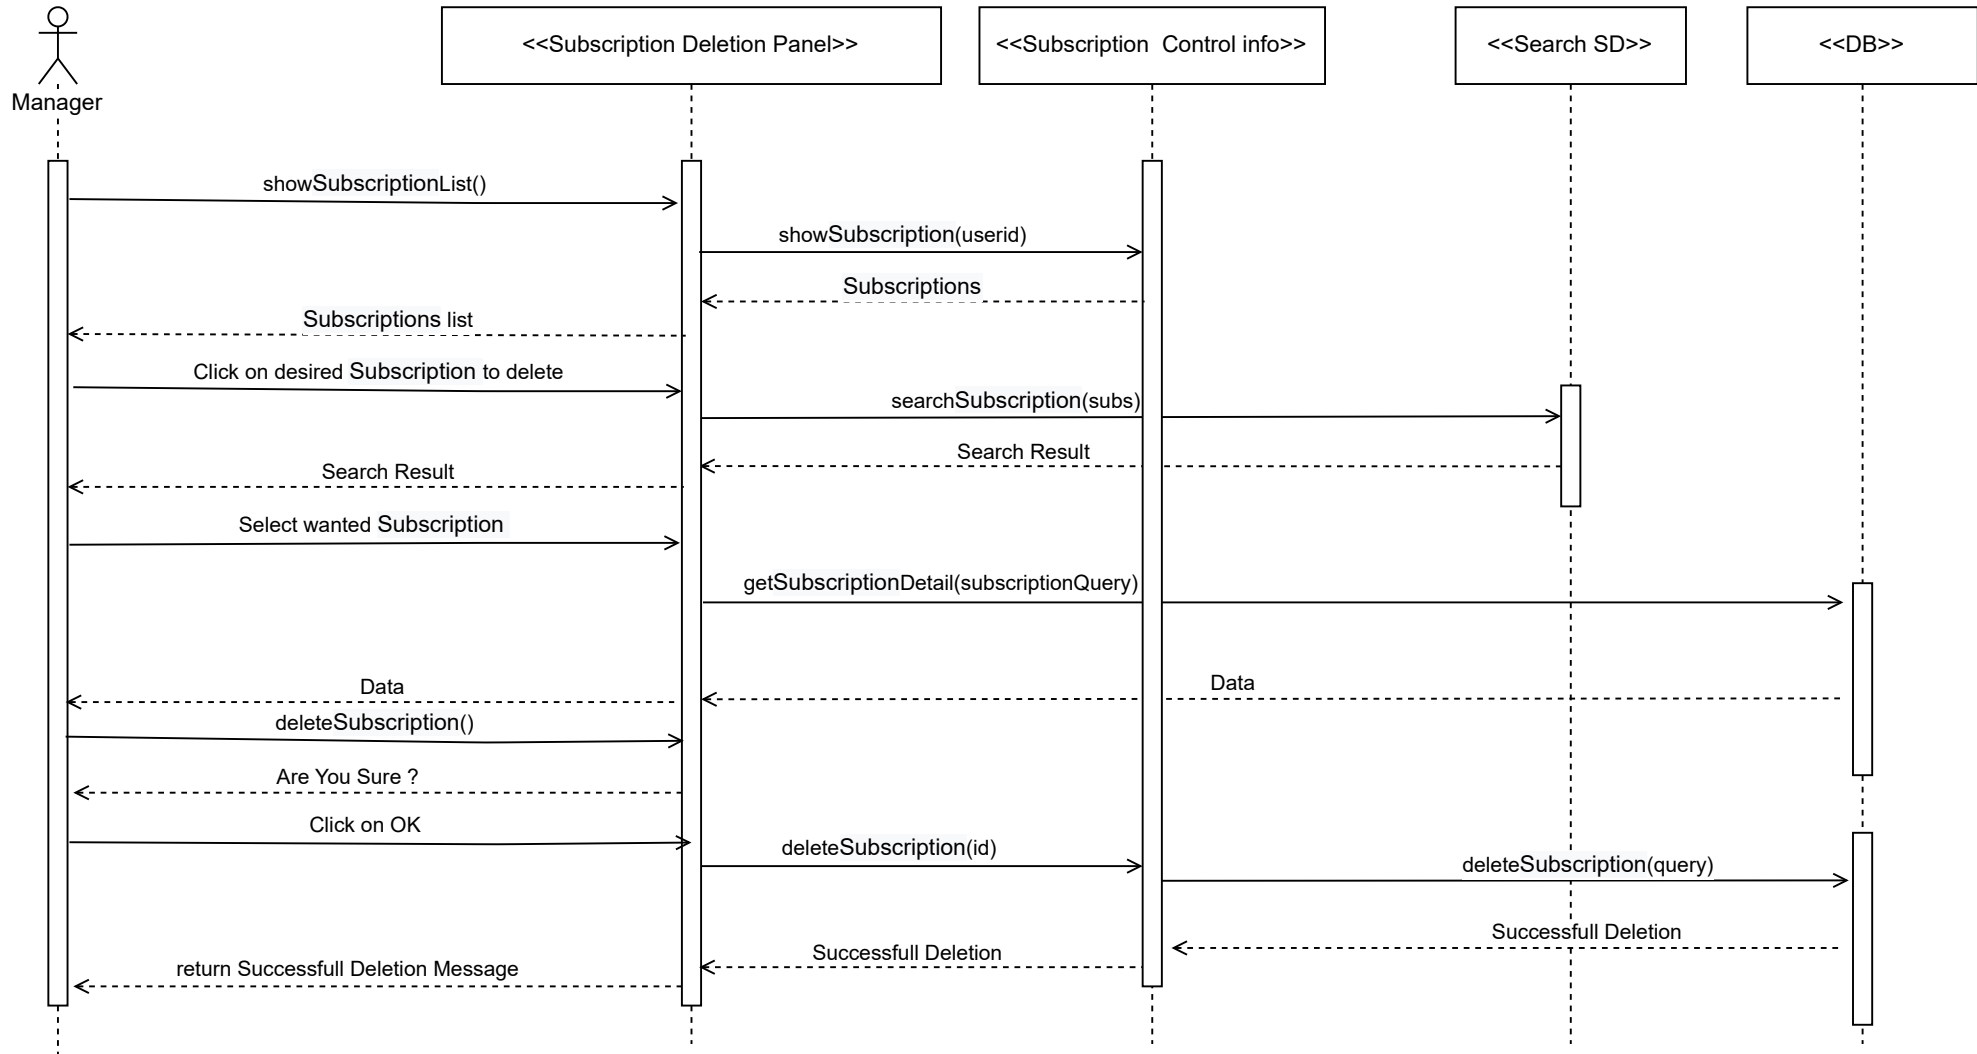 <<Subscription Deletion Panel>>
<<Subscription  Control info>>
<<Search SD>>
<<DB>>
Manager
showSubscriptionList()
showSubscription(userid)
Subscriptions
Subscriptions list
Click on desired Subscription to delete
searchSubscription(subs)
Search Result
Search Result
Select wanted Subscription
getSubscriptionDetail(subscriptionQuery)
Data
Data
deleteSubscription()
Are You Sure ?
Click on OK
deleteSubscription(id)
deleteSubscription(query)
Successfull Deletion
Successfull Deletion
return Successfull Deletion Message